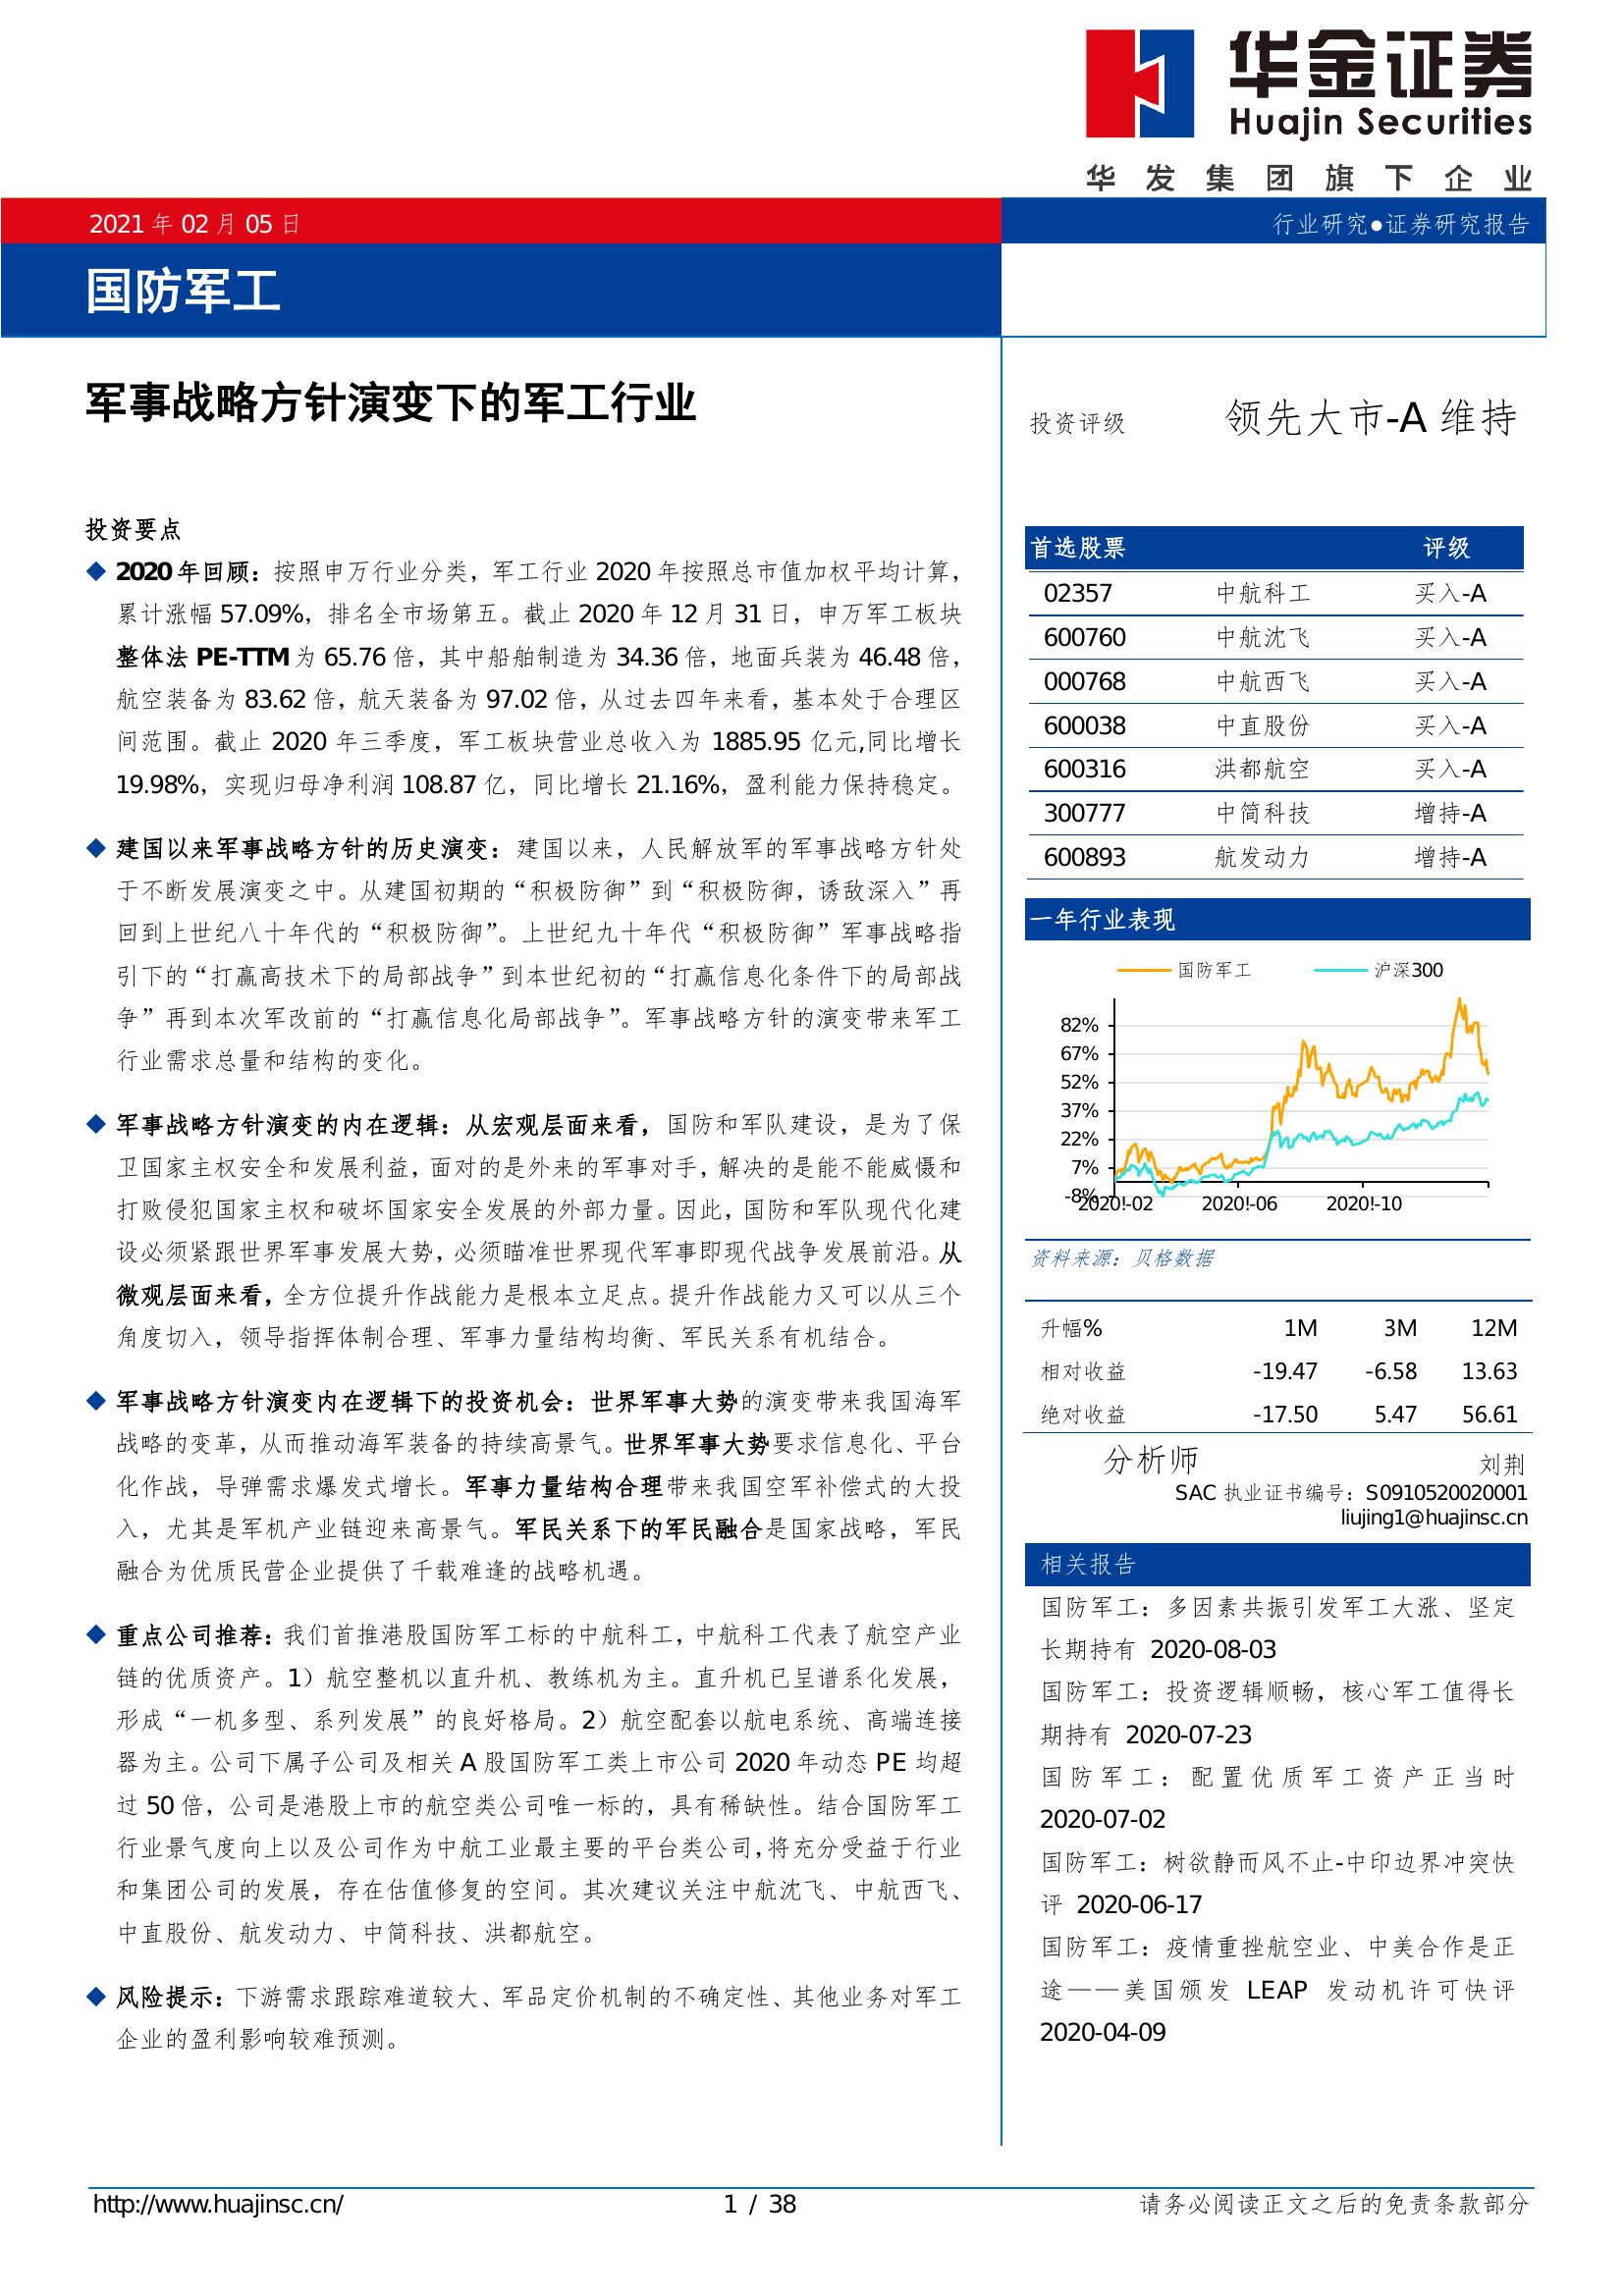 华金证券
Huajin Securities
华发集团旗下企业
2021 年 02 月 05 日
行业研究●证券研究报告
国防军工
军事战略方针演变下的军工行业
投资要点
◆ 2020 年回顾：按照申万行业分类，军工行业 2020 年按照总市值加权平均计算，
累计涨幅 57.09%，排名全市场第五。截止 2020 年 12 月 31 日，申万军工板块
整体法 PE-TTM 为 65.76 倍，其中船舶制造为 34.36 倍，地面兵装为 46.48 倍，
航空装备为 83.62 倍，航天装备为 97.02 倍，从过去四年来看，基本处于合理区
间范围。截止 2020 年三季度，军工板块营业总收入为 1885.95 亿元,同比增长
19.98%，实现归母净利润 108.87 亿，同比增长 21.16%，盈利能力保持稳定。
◆ 建国以来军事战略方针的历史演变：建国以来，人民解放军的军事战略方针处
于不断发展演变之中。从建国初期的“积极防御”到“积极防御，诱敌深入”再
回到上世纪八十年代的“积极防御”。上世纪九十年代“积极防御”军事战略指
引下的“打赢高技术下的局部战争”到本世纪初的“打赢信息化条件下的局部战
争”再到本次军改前的“打赢信息化局部战争”。军事战略方针的演变带来军工
行业需求总量和结构的变化。
◆ 军事战略方针演变的内在逻辑：从宏观层面来看，国防和军队建设，是为了保
卫国家主权安全和发展利益，面对的是外来的军事对手，解决的是能不能威慑和
打败侵犯国家主权和破坏国家安全发展的外部力量。因此，国防和军队现代化建
设必须紧跟世界军事发展大势，必须瞄准世界现代军事即现代战争发展前沿。从
微观层面来看，全方位提升作战能力是根本立足点。提升作战能力又可以从三个
角度切入，领导指挥体制合理、军事力量结构均衡、军民关系有机结合。
◆ 军事战略方针演变内在逻辑下的投资机会：世界军事大势的演变带来我国海军
战略的变革，从而推动海军装备的持续高景气。世界军事大势要求信息化、平台
化作战，导弹需求爆发式增长。军事力量结构合理带来我国空军补偿式的大投
入，尤其是军机产业链迎来高景气。军民关系下的军民融合是国家战略，军民
融合为优质民营企业提供了千载难逢的战略机遇。
◆ 重点公司推荐：我们首推港股国防军工标的中航科工，中航科工代表了航空产业
链的优质资产。1）航空整机以直升机、教练机为主。直升机已呈谱系化发展，
形成“一机多型、系列发展”的良好格局。2）航空配套以航电系统、高端连接
器为主。公司下属子公司及相关 A 股国防军工类上市公司 2020 年动态 PE 均超
过 50 倍，公司是港股上市的航空类公司唯一标的，具有稀缺性。结合国防军工
行业景气度向上以及公司作为中航工业最主要的平台类公司,将充分受益于行业
和集团公司的发展，存在估值修复的空间。其次建议关注中航沈飞、中航西飞、
中直股份、航发动力、中简科技、洪都航空。
◆ 风险提示：下游需求跟踪难道较大、军品定价机制的不确定性、其他业务对军工
企业的盈利影响较难预测。
投资评级 领先大市-A 维持
首选股票 评级
02357 中航科工 买入-A
600760 中航沈飞 买入-A
000768 中航西飞 买入-A
600038 中直股份 买入-A
600316 洪都航空 买入-A
300777 中简科技 增持-A
600893 航发动力 增持-A
一年行业表现
国防军工 沪深300
82%
67%
52%
37%
22%
7%
-8%
2020!-02 2020!-06 2020!-10
资料来源：贝格数据
升幅% 1M 3M 12M
相对收益 -19.47 -6.58 13.63
绝对收益 -17.50 5.47 56.61
分析师 刘荆
SAC 执业证书编号：S0910520020001
liujing1@huajinsc.cn
相关报告
国防军工：多因素共振引发军工大涨、坚定
长期持有 2020-08-03
国防军工：投资逻辑顺畅，核心军工值得长
期持有 2020-07-23
国防军工：配置优质军工资产正当时
2020-07-02
国防军工：树欲静而风不止-中印边界冲突快
评 2020-06-17
国防军工：疫情重挫航空业、中美合作是正
途——美国颁发 LEAP 发动机许可快评
2020-04-09
http://www.huajinsc.cn/ 1 / 38 请务必阅读正文之后的免责条款部分